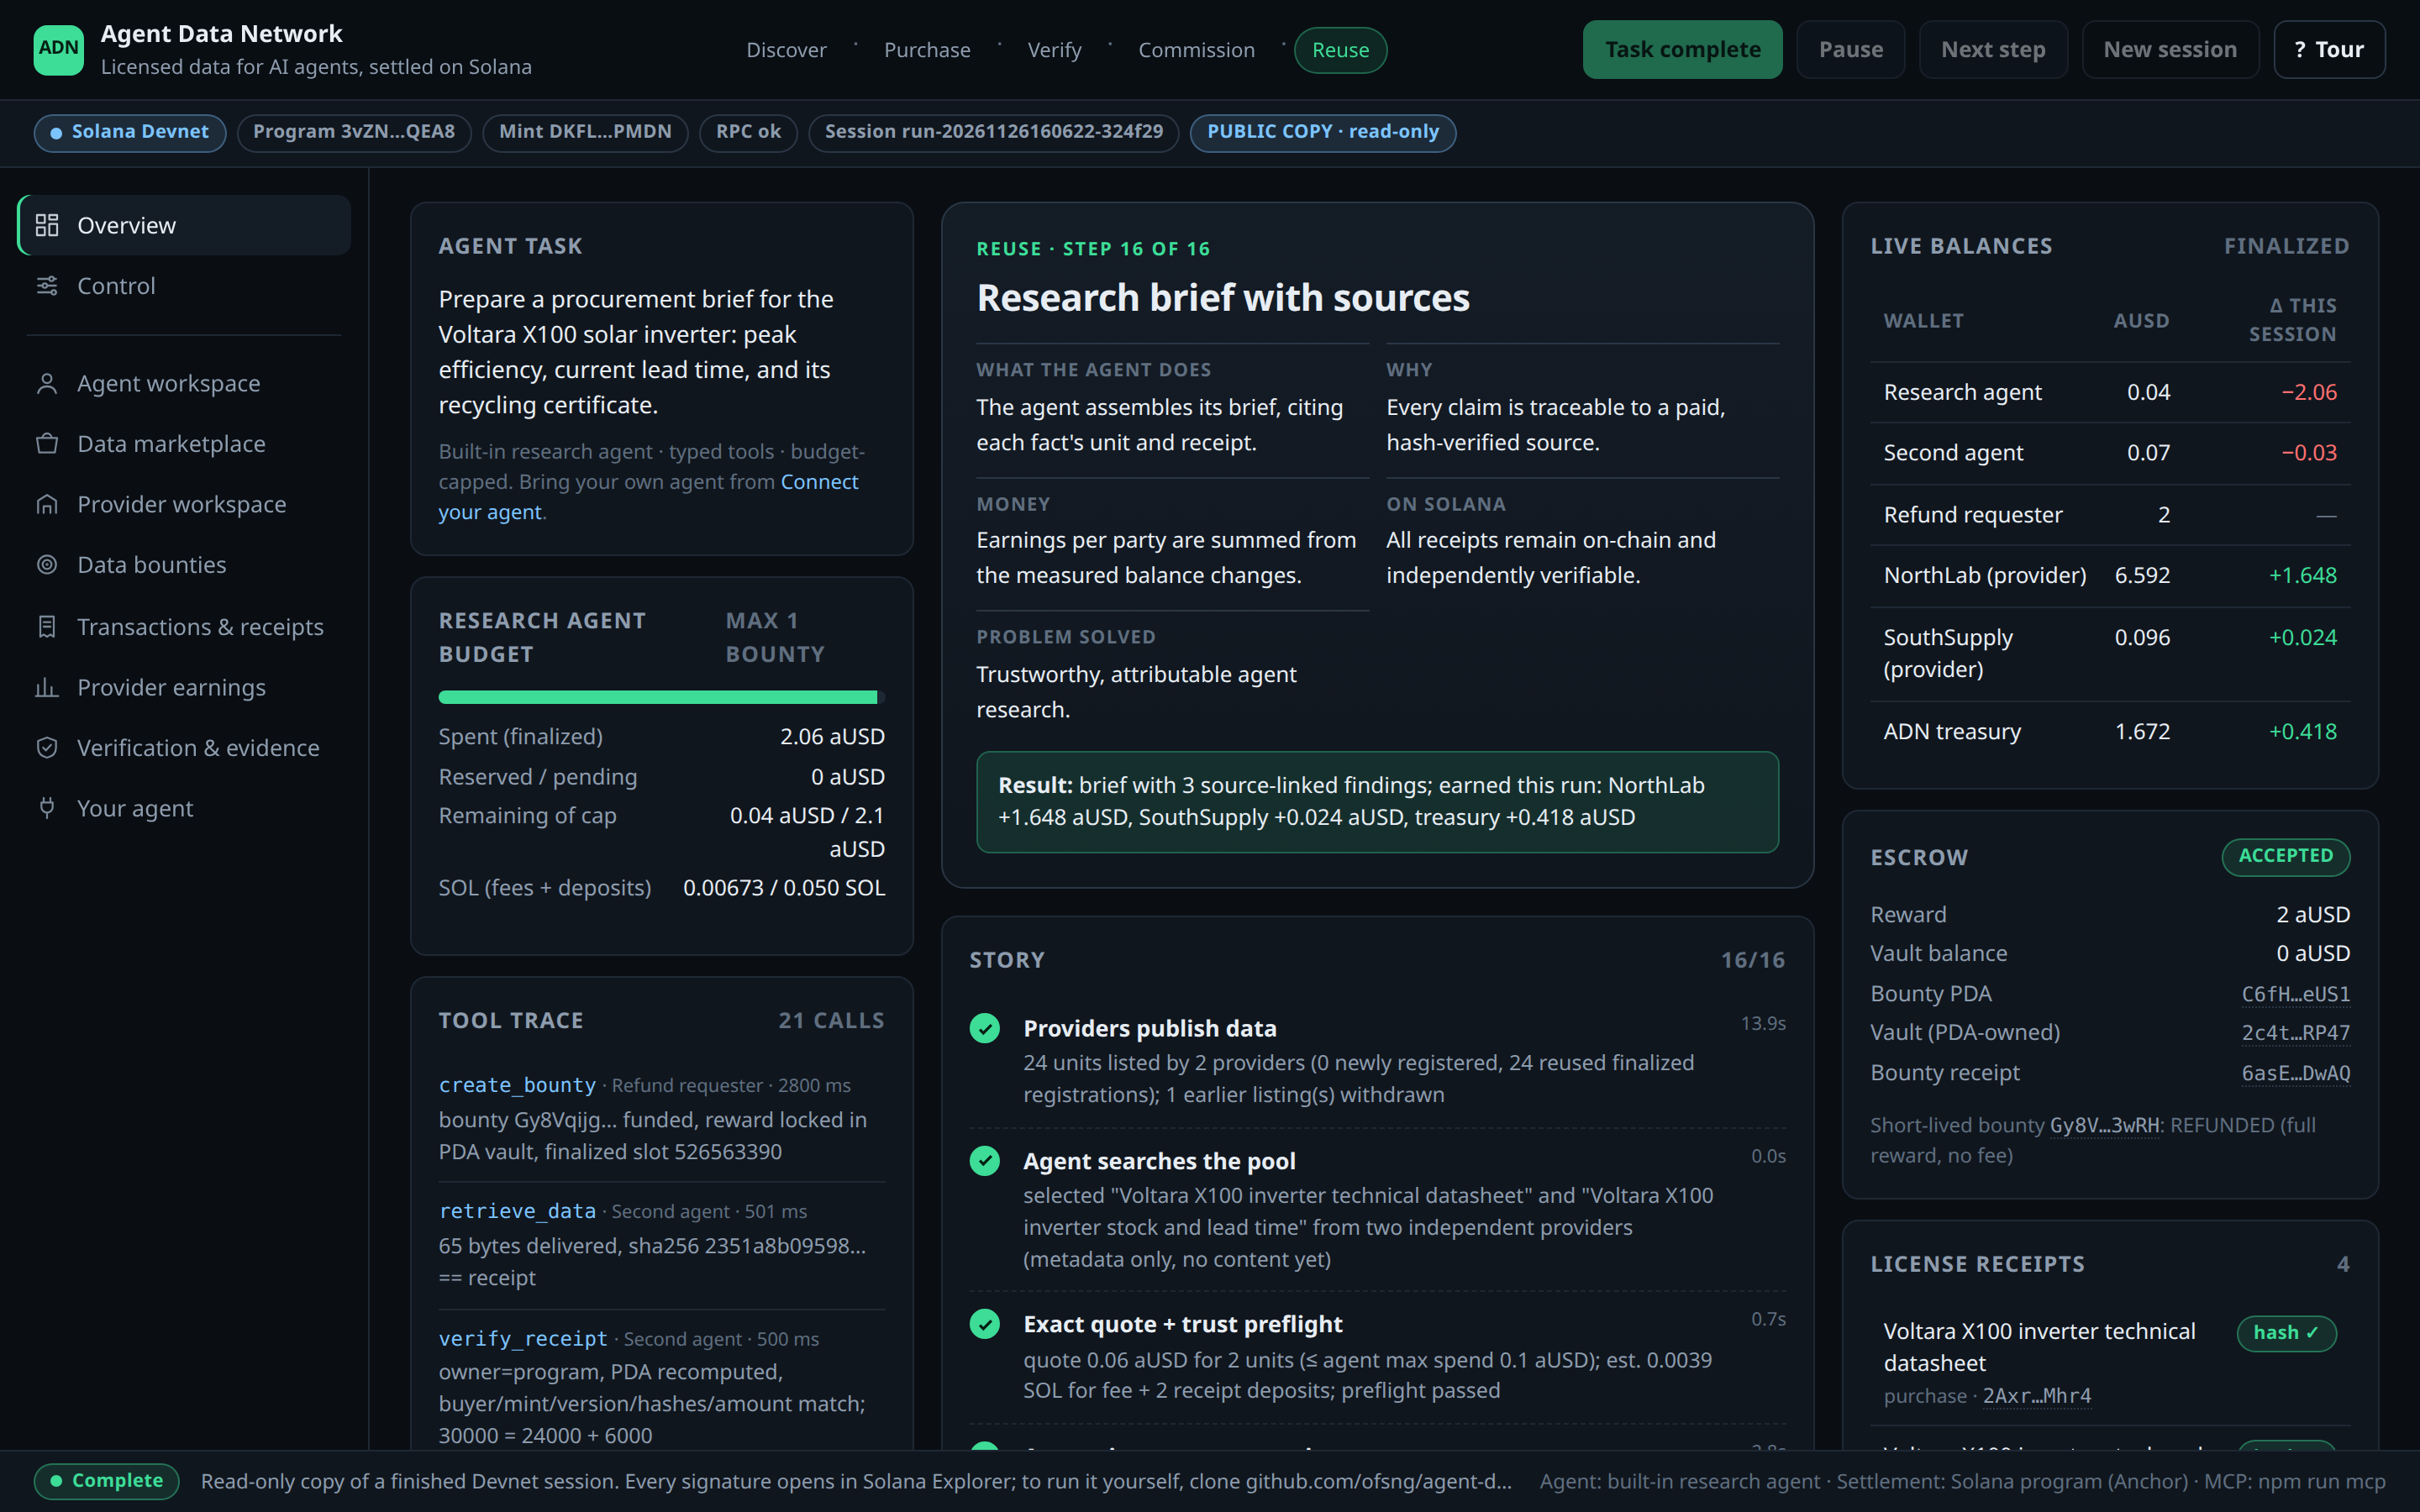 ADN
Agent Data Network
Licensed data for AI agents, settled on Solana
Discover · Purchase · Verify · Commission · Reuse
Task complete
Pause
Next step
New session
? Tour
Solana Devnet
Program 3vZN…QEA8
Mint DKFL…PMDN
RPC ok
Session run-20261126160622-324f29
PUBLIC COPY · read-only
Overview
Control
Agent workspace
Data marketplace
Provider workspace
Data bounties
Transactions & receipts
Provider earnings
Verification & evidence
Your agent
AGENT TASK
Prepare a procurement brief for the
Voltara X100 solar inverter: peak
efficiency, current lead time, and its
recycling certificate.
Built-in research agent · typed tools · budget-
capped. Bring your own agent from Connect
your agent.
RESEARCH AGENT
BUDGET
MAX 1
BOUNTY
Spent (finalized) 2.06 aUSD
Reserved / pending 0 aUSD
Remaining of cap 0.04 aUSD / 2.1
aUSD
SOL (fees + deposits) 0.00673 / 0.050 SOL
TOOL TRACE 21 CALLS
create_bounty · Refund requester · 2800 ms
bounty Gy8Vqijg… funded, reward locked in
PDA vault, finalized slot 526563390
retrieve_data · Second agent · 501 ms
65 bytes delivered, sha256 2351a8b09598…
== receipt
verify_receipt · Second agent · 500 ms
owner=program, PDA recomputed,
buyer/mint/version/hashes/amount match;
30000 = 24000 + 6000
REUSE · STEP 16 OF 16
Research brief with sources
WHAT THE AGENT DOES
The agent assembles its brief, citing
each fact's unit and receipt.
WHY
Every claim is traceable to a paid,
hash-verified source.
MONEY
Earnings per party are summed from
the measured balance changes.
ON SOLANA
All receipts remain on-chain and
independently verifiable.
PROBLEM SOLVED
Trustworthy, attributable agent
research.
Result: brief with 3 source-linked findings; earned this run: NorthLab
+1.648 aUSD, SouthSupply +0.024 aUSD, treasury +0.418 aUSD
STORY 16/16
Providers publish data 13.9s
24 units listed by 2 providers (0 newly registered, 24 reused finalized
registrations); 1 earlier listing(s) withdrawn
Agent searches the pool 0.0s
selected "Voltara X100 inverter technical datasheet" and "Voltara X100
inverter stock and lead time" from two independent providers
(metadata only, no content yet)
Exact quote + trust preflight 0.7s
quote 0.06 aUSD for 2 units (≤ agent max spend 0.1 aUSD); est. 0.0039
SOL for fee + 2 receipt deposits; preflight passed
LIVE BALANCES FINALIZED
WALLET AUSD Δ THIS
SESSION
Research agent 0.04 −2.06
Second agent 0.07 −0.03
Refund requester 2 —
NorthLab (provider) 6.592 +1.648
SouthSupply
(provider) 0.096 +0.024
ADN treasury 1.672 +0.418
ESCROW ACCEPTED
Reward 2 aUSD
Vault balance 0 aUSD
Bounty PDA C6fH…eUS1
Vault (PDA-owned) 2c4t…RP47
Bounty receipt 6asE…DwAQ
Short-lived bounty Gy8V…3wRH: REFUNDED (full
reward, no fee)
LICENSE RECEIPTS 4
Voltara X100 inverter technical
datasheet
hash ✓
purchase · 2Axr…Mhr4
Complete
Read-only copy of a finished Devnet session. Every signature opens in Solana Explorer; to run it yourself, clone github.com/ofsng/agent-d…
Agent: built-in research agent · Settlement: Solana program (Anchor) · MCP: npm run mcp